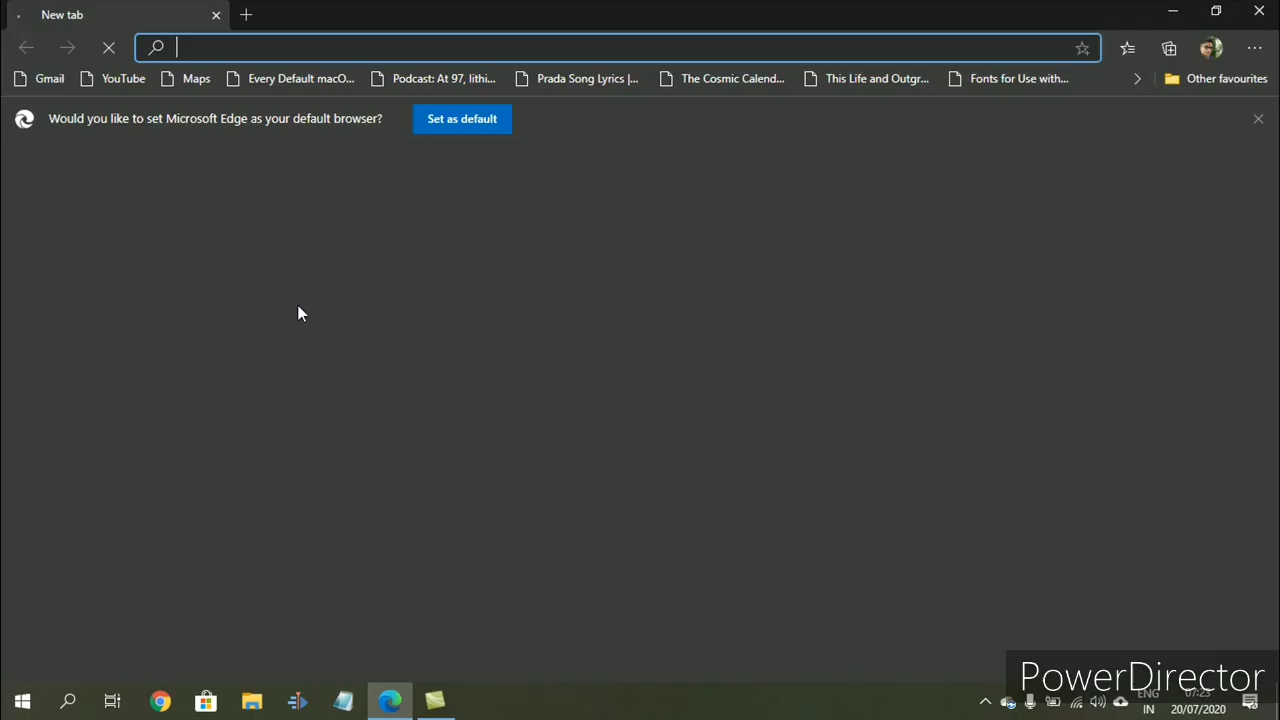 New tab
Gmail YouTube Maps Every Default macO... Podcast: At 97, lithi... Prada Song Lyrics |... The Cosmic Calend... This Life and Outgr... Fonts for Use with... Other favourites
Would you like to set Microsoft Edge as your default browser? Set as default
PowerDirector
ENG 07:25
IN 20/07/2020